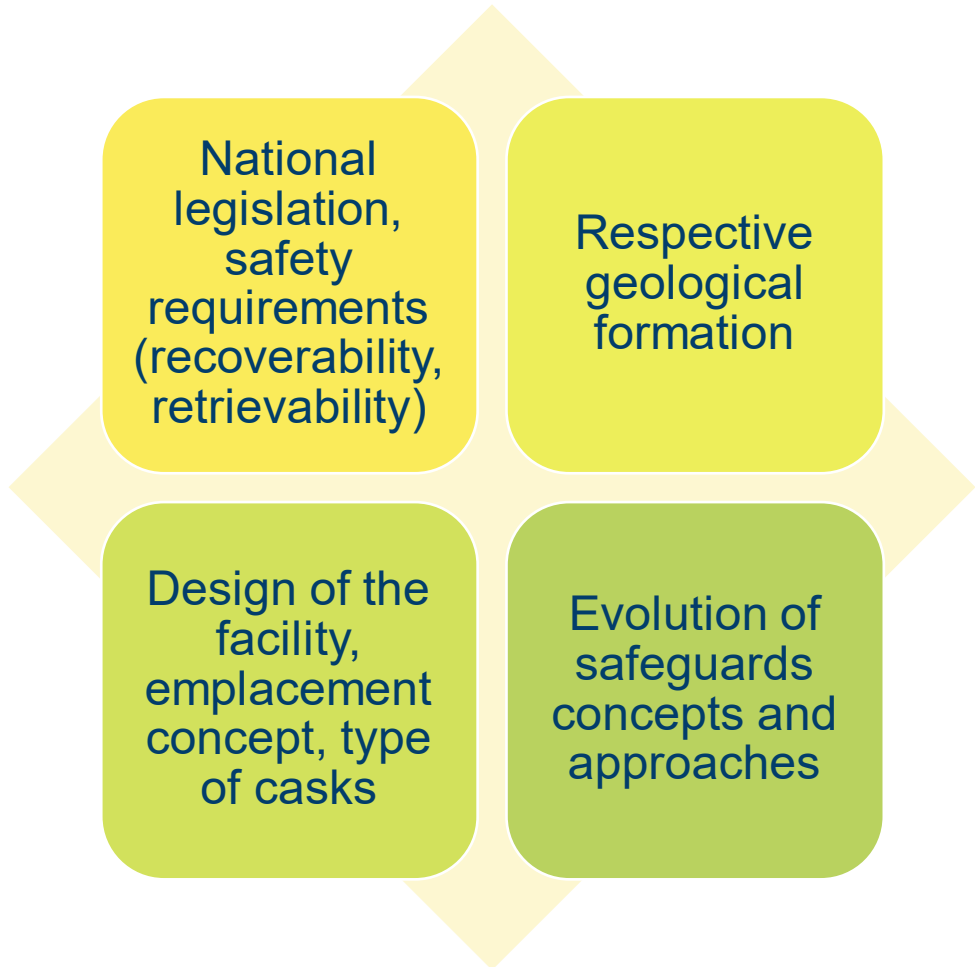 National
legislation,
safety
requirements
(recoverability,
retrievability)
Respective
geological
formation
Design of the
facility,
emplacement
concept, type
of casks
Evolution of
safeguards
concepts and
approaches